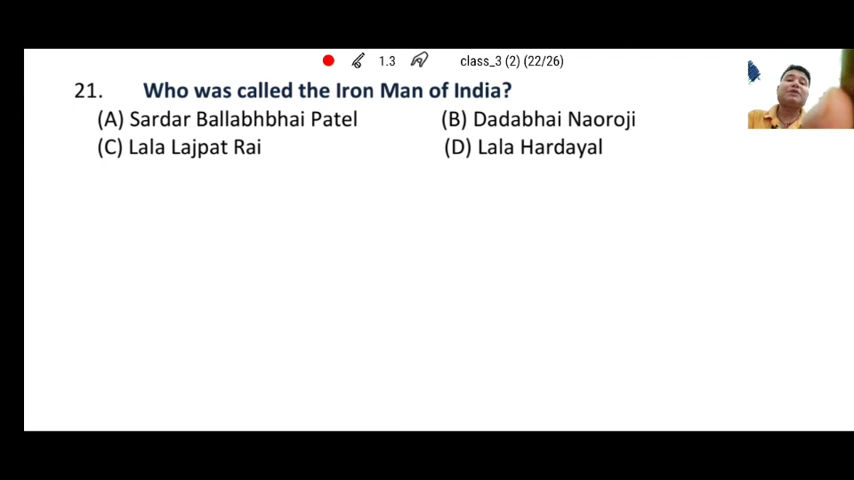 1.3 class_3 (2) (22/26)
21. Who was called the Iron Man of India?
(A) Sardar Ballabhbhai Patel (B) Dadabhai Naoroji
(C) Lala Lajpat Rai (D) Lala Hardayal